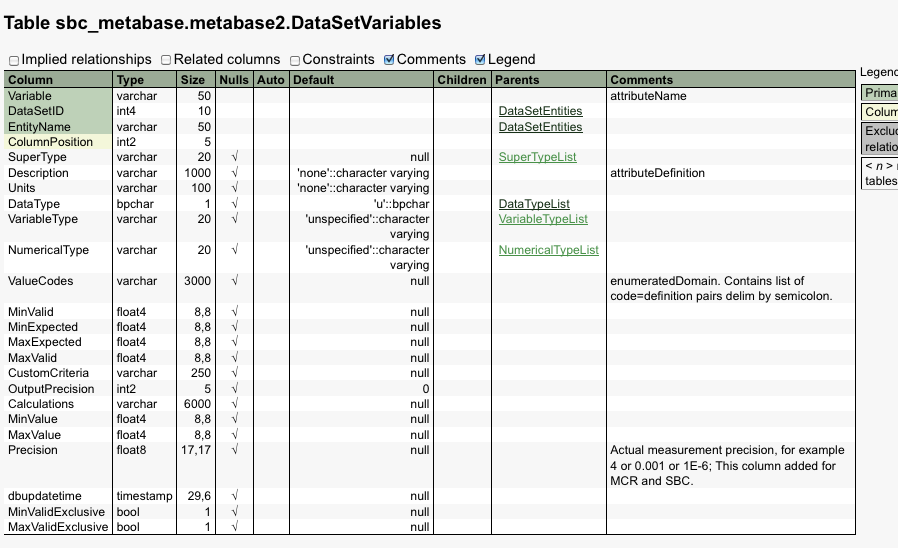 Table sbc_metabase.metabase2.DataSetVariables
Implied relationships Related columns Constraints Comments Legend
Legend
Column Type Size Nulls Auto Default Children Parents Comments
Variable varchar 50 attributeName
Prima
DataSetID int4 10 DataSetEntities
Colum
EntityName varchar 50 DataSetEntities
Exclu
ColumnPosition int2 5
relatio
SuperType varchar 20 √ null SuperTypeList
< n > r
Description 1000 varchar √ 'none'::character varying attributeDefinition
tables
Units varchar 100 √ 'none'::character varying
DataType bpchar 1 √ 'u'::bpchar DataTypeList
VariableType varchar 20 √ 'unspecified'::character VariableTypeList
varying
NumericalType varchar 20 √ 'unspecified'::character NumericalTypeList
varying
ValueCodes varchar 3000 √ null enumeratedDomain. Contains list of
code=definition pairs delim by semicolon.
MinValid float4 8,8 √ null
MinExpected float4 8,8 √ null
MaxExpected float4 8,8 √ null
MaxValid float4 8,8 √ null
CustomCriteria varchar 250 √ null
OutputPrecision int2 5 √ 0
Calculations varchar 6000 √ null
MinValue float4 8,8 √ null
MaxValue float4 8,8 √ null
Precision float8 17,17 √ null Actual measurement precision, for example
4 or 0.001 or 1E-6; This column added for
MCR and SBC.
dbupdatetime timestamp 29,6 √ null
MinValidExclusive bool 1 √ null
MaxValidExclusive bool 1 √ null